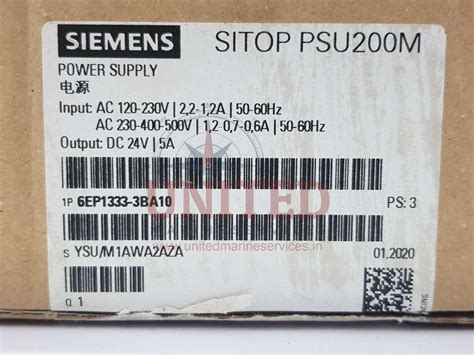 SIEMENS SITOP PSU200M
POWER SUPPLY
电源
Input: AC 120-230V | 2,2-1,2A | 50-60Hz
AC 230-400-500V | 1,2-0,7-0,6A | 50-60Hz
Output: DC 24V | 5A
UNITED
1P 6EP1333-3BA10 PS: 3
www.unitedmarineservices.in
S YSU/M1AWA2AZA 01.2020
Q 1